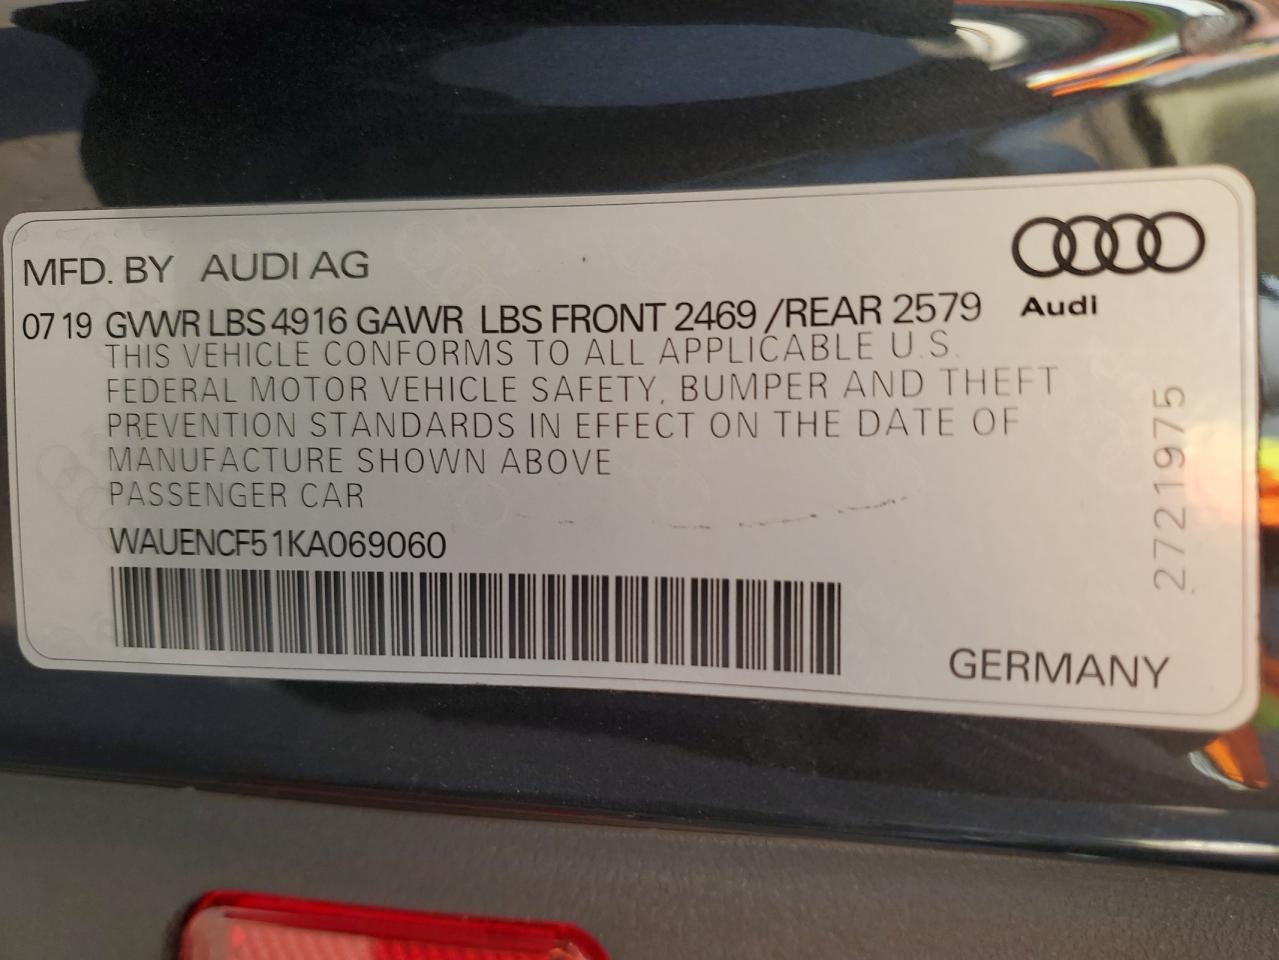 MFD. BY AUDI AG
Audi
07 19 GVWR LBS 4916 GAWR LBS FRONT 2469 /REAR 2579
THIS VEHICLE CONFORMS TO ALL APPLICABLE U.S.
FEDERAL MOTOR VEHICLE SAFETY, BUMPER AND THEFT
PREVENTION STANDARDS IN EFFECT ON THE DATE OF
MANUFACTURE SHOWN ABOVE
PASSENGER CAR
WAUENCF51KA069060
2721975
GERMANY